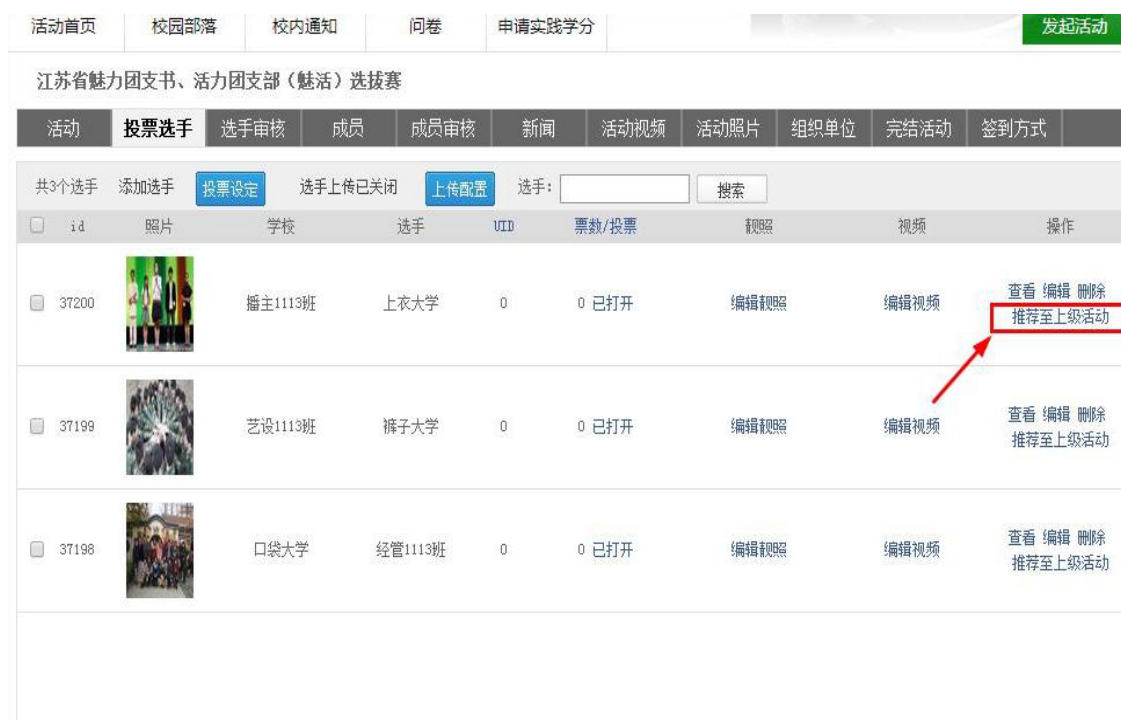 活动首页 校园部落 校内通知 问卷 申请实践学分 发起活动
江苏省魅力团支书、活力团支部（魅活）选拔赛
活动 投票选手 选手审核 成员 成员审核 新闻 活动视频 活动照片 组织单位 完结活动 签到方式
共3个选手 添加选手 投票设定 选手上传已关闭 上传配置 选手: 搜索
id 照片 学校 选手 UID 票数/投票 靓照 视频 操作
37200 播主1113班 上衣大学 0 0 已打开 编辑靓照 编辑视频 查看 编辑 删除
推荐至上级活动
37199 艺设1113班 裤子大学 0 0 已打开 编辑靓照 编辑视频 查看 编辑 删除
推荐至上级活动
37198 口袋大学 经管1113班 0 0 已打开 编辑靓照 编辑视频 查看 编辑 删除
推荐至上级活动